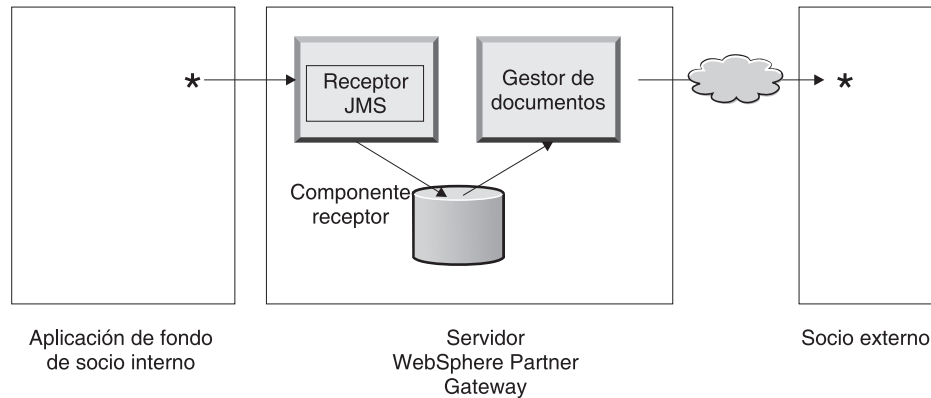 *
Receptor
JMS
Gestor de
documentos
*
Componente
receptor
Aplicación de fondo
de socio interno
Servidor
WebSphere Partner
Gateway
Socio externo